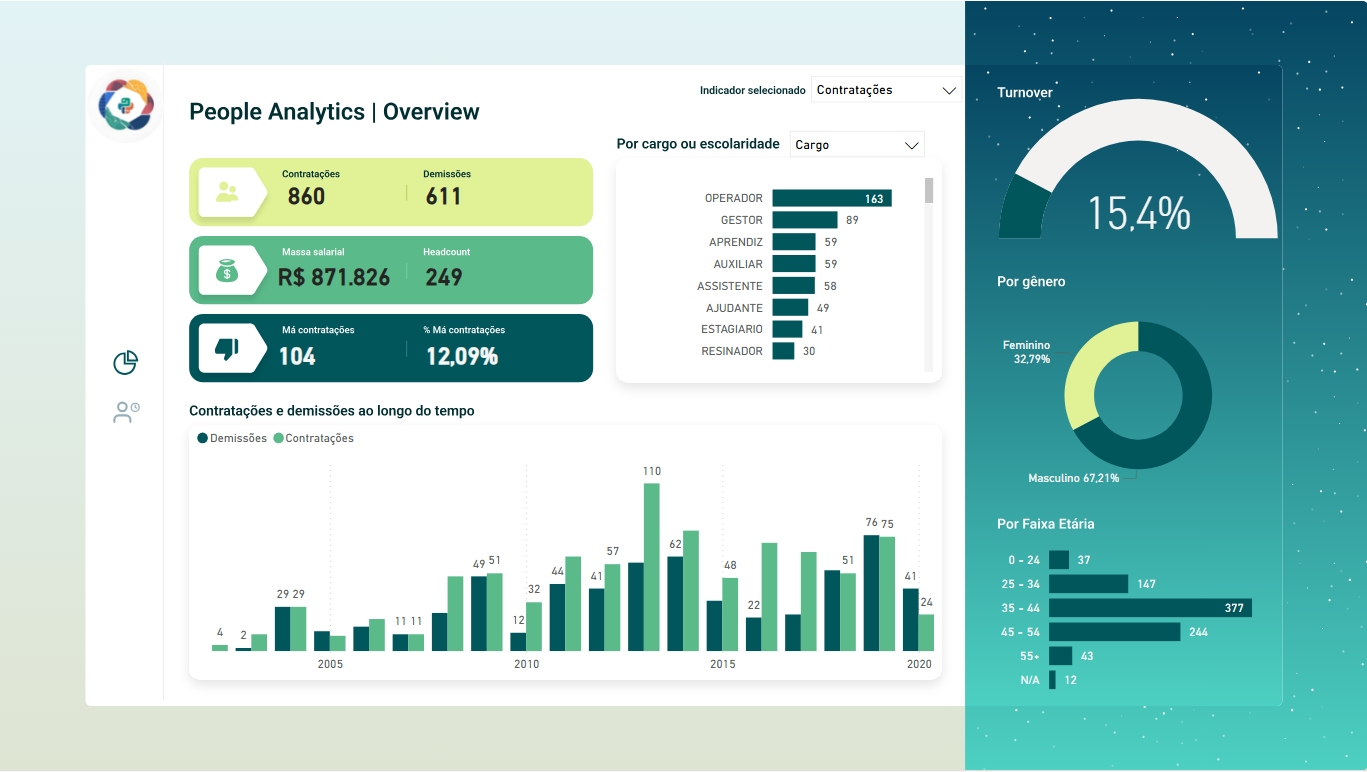 People Analytics | Overview
Indicador selecionado
Contratações
Contratações
860
Demissões
611
Massa salarial
R$ 871.826
Headcount
249
Má contratações
104
% Má contratações
12,09%
Por cargo ou escolaridade
Cargo
OPERADOR 163
GESTOR 89
APRENDIZ 59
AUXILIAR 59
ASSISTENTE 58
AJUDANTE 49
ESTAGIARIO 41
RESINADOR 30
Contratações e demissões ao longo do tempo
Demissões Contratações
4
2
29 29
11 11
49 51
12
32
44
41
57
110
62
48
22
51
76 75
41
24
2005 2010 2015 2020
Turnover
15,4%
Por gênero
Feminino
32,79%
Masculino 67,21%
Por Faixa Etária
0 - 24 37
25 - 34 147
35 - 44 377
45 - 54 244
55+ 43
N/A 12
$